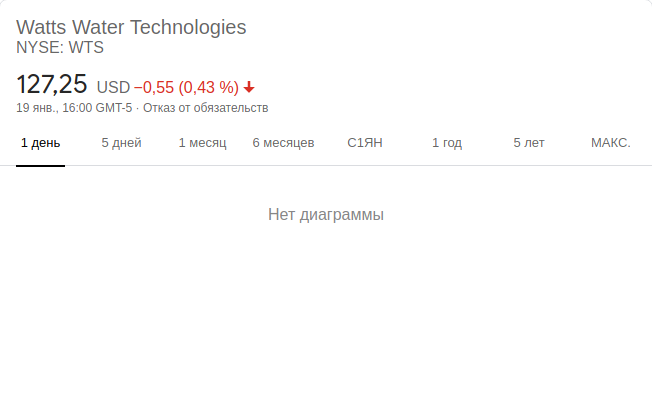 Watts Water Technologies
NYSE: WTS
127,25 USD −0,55 (0,43 %)
19 янв., 16:00 GMT-5 · Отказ от обязательств
1 день 5 дней 1 месяц 6 месяцев С1ЯН 1 год 5 лет МАКС.
Нет диаграммы